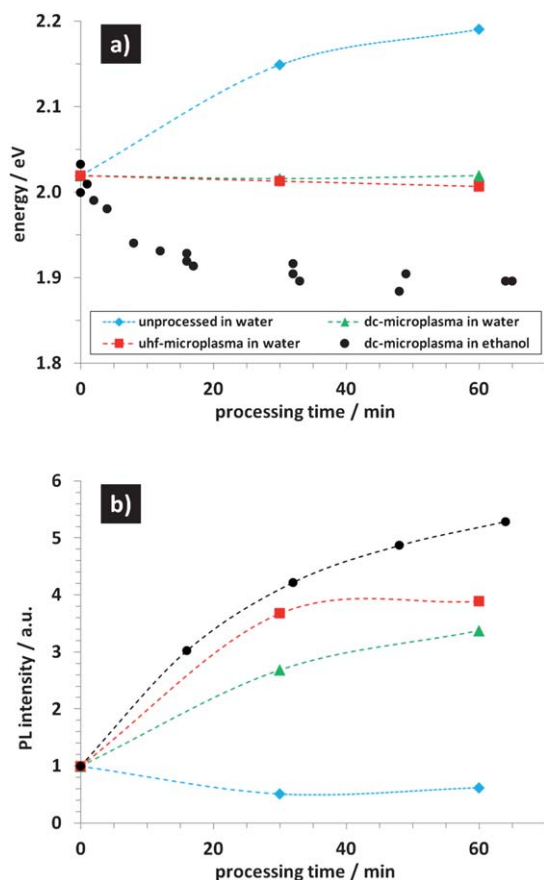 a)
energy / eV
2.2
2.1
2.0
1.9
1.8
unprocessed in water
dc-microplasma in water
uhf-microplasma in water
dc-microplasma in ethanol
0
20
40
60
processing time / min
b)
PL intensity / a.u.
6
5
4
3
2
1
0
0
20
40
60
processing time / min